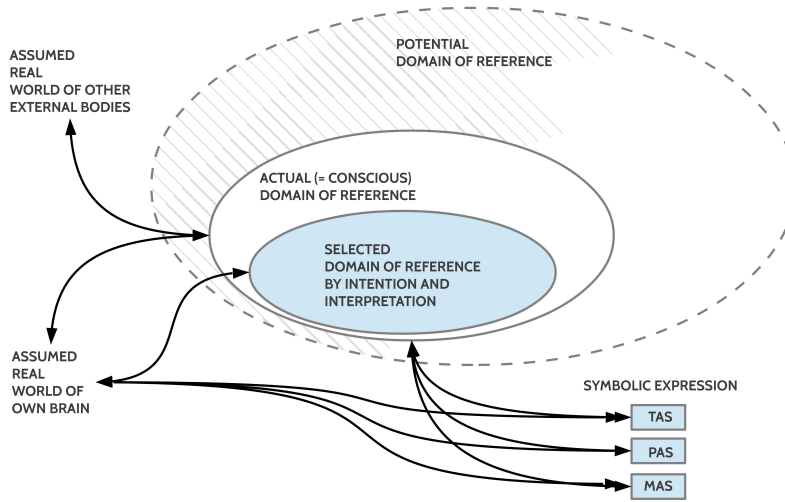 POTENTIAL
DOMAIN OF REFERENCE
ASSUMED
REAL
WORLD OF OTHER
EXTERNAL BODIES
ACTUAL (= CONSCIOUS)
DOMAIN OF REFERENCE
SELECTED
DOMAIN OF REFERENCE
BY INTENTION AND
INTERPRETATION
ASSUMED
REAL
WORLD OF
OWN BRAIN
SYMBOLIC EXPRESSION
TAS
PAS
MAS